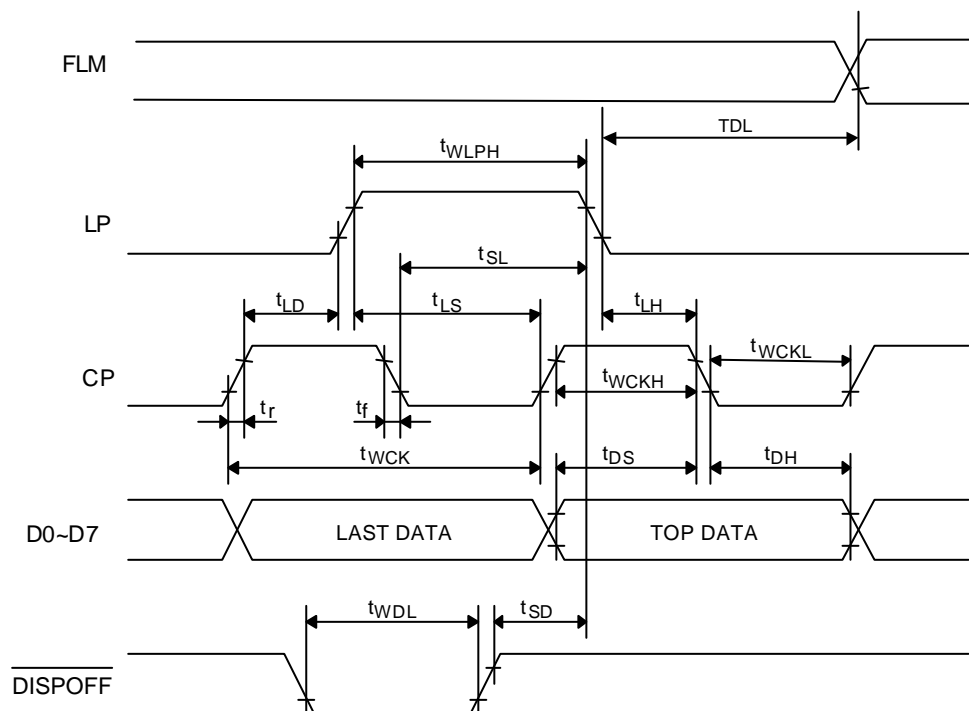 FLM
TDL
tWLPH
LP
tSL
tLD
tLS
tLH
CP
tWCKL
tWCKH
tr
tf
tWCK
tDS
tDH
D0~D7
LAST DATA
TOP DATA
tWDL
tSD
DISPOFF